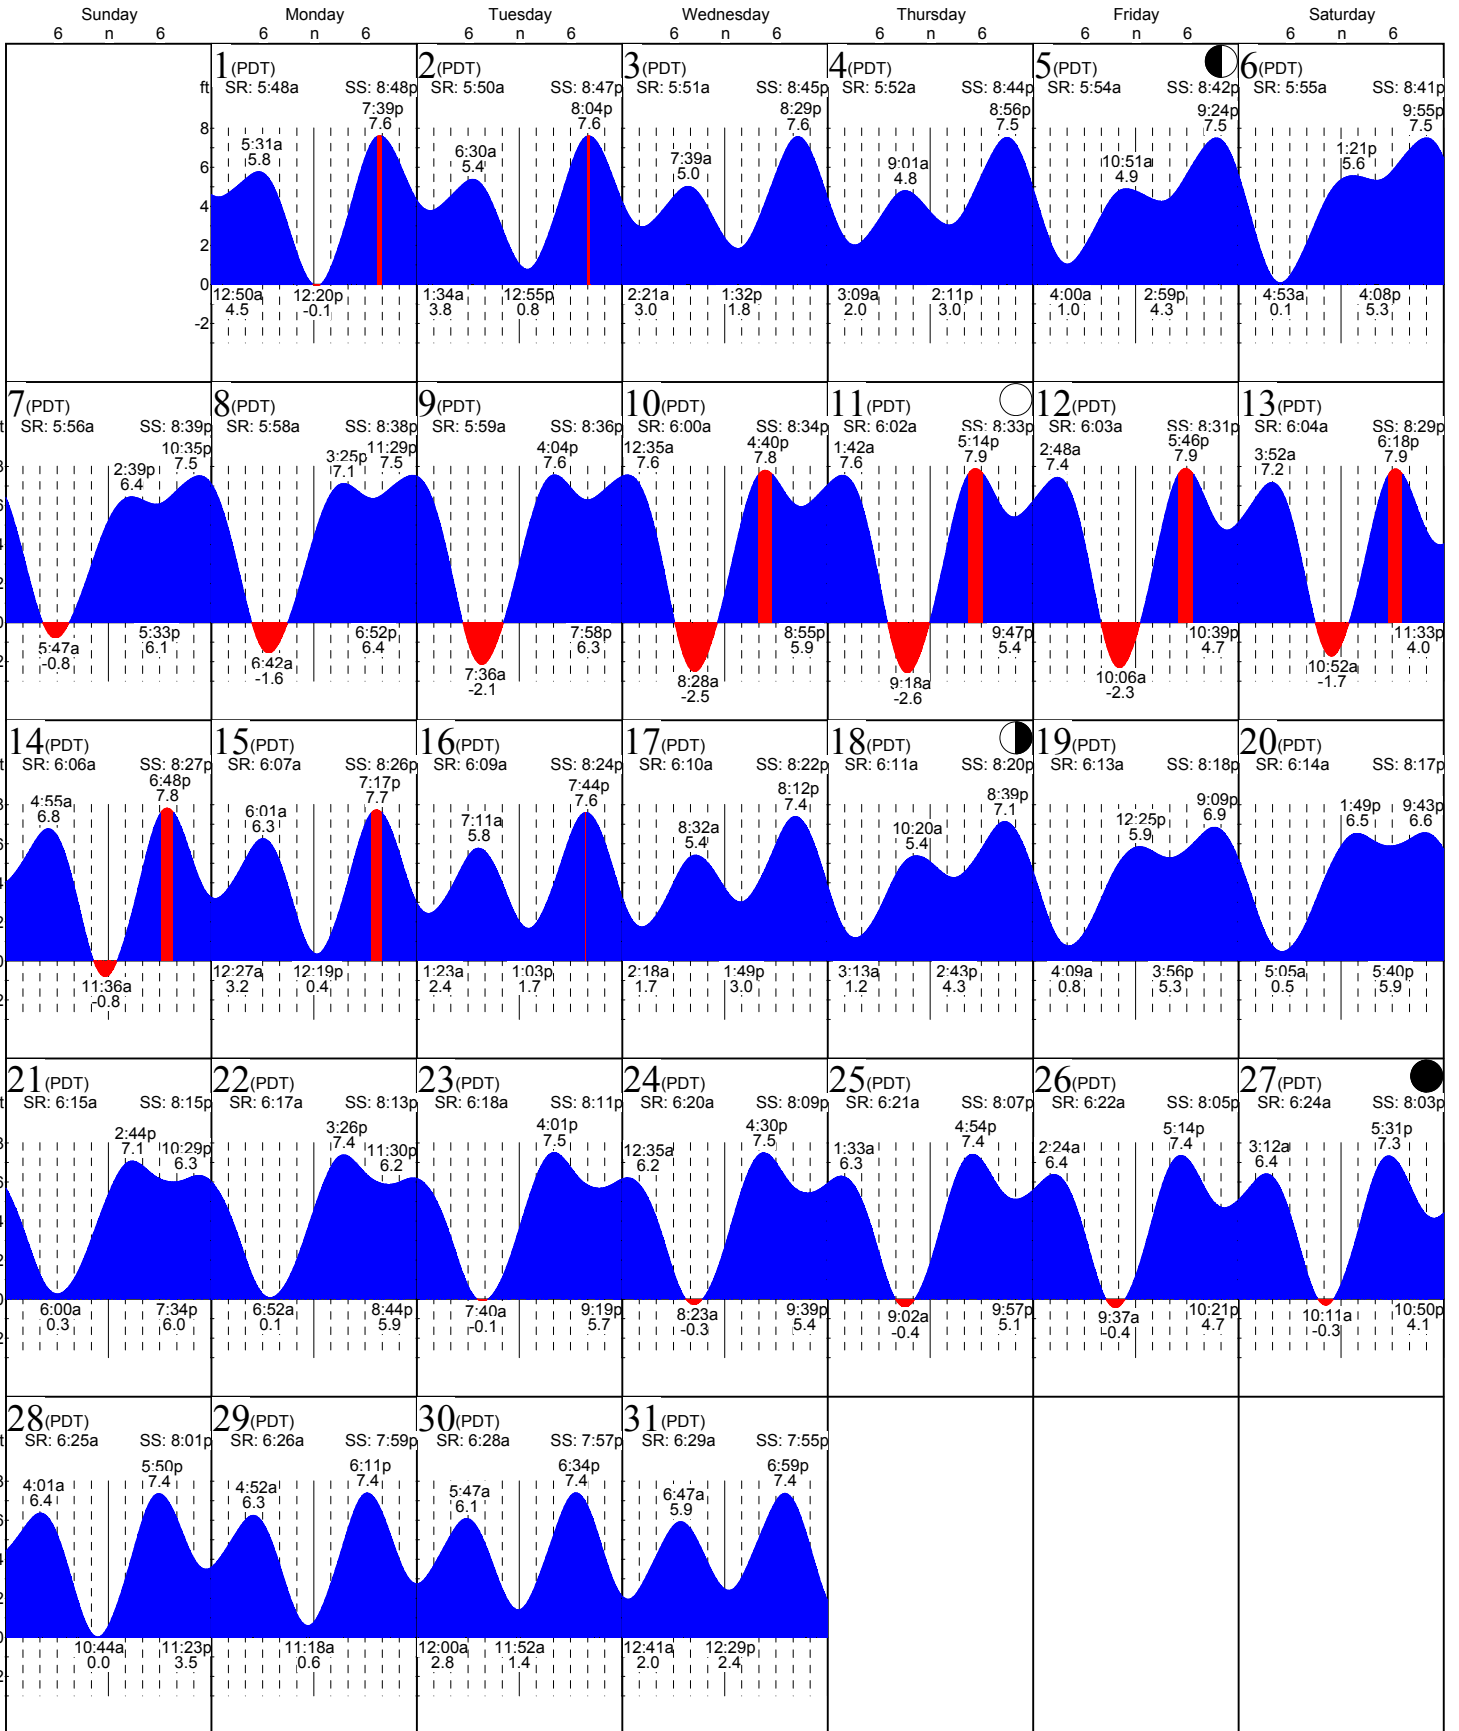 Sunday Monday Tuesday Wednesday Thursday Friday Saturday
6 n 6 6 n 6 6 n 6 6 n 6 6 n 6 6 n 6 6 n 6
1(PDT) 2(PDT) 3(PDT) 4(PDT) 5(PDT) 6(PDT)
ft SR: 5:48a SS: 8:48p SR: 5:50a SS: 8:47p SR: 5:51a SS: 8:45p SR: 5:52a SS: 8:44p SR: 5:54a SS: 8:42p SR: 5:55a SS: 8:41p
5:31a 7:39p 6:30a 8:04p 7:39a 8:29p 9:01a 8:56p 10:51a 9:24p 1:21p 9:55p
5.8 7.6 5.4 7.6 5.0 7.6 4.8 7.5 4.9 7.5 5.6 7.5
8
6
4
2
0
-2
12:50a 12:20p 1:34a 12:55p 2:21a 1:32p 3:09a 2:11p 4:00a 2:59p 4:53a 4:08p
4.5 -0.1 3.8 0.8 3.0 1.8 2.0 3.0 1.0 4.3 0.1 5.3
7(PDT) 8(PDT) 9(PDT) 10(PDT) 11(PDT) 12(PDT) 13(PDT)
SR: 5:56a SS: 8:39p SR: 5:58a SS: 8:38p SR: 5:59a SS: 8:36p SR: 6:00a SS: 8:34p SR: 6:02a SS: 8:33p SR: 6:03a SS: 8:31p SR: 6:04a SS: 8:29p
2:39p 10:35p 3:25p 11:29p 4:04p 12:35a 4:40p 1:42a 5:14p 2:48a 5:46p 3:52a 6:18p
6.4 7.5 7.1 7.5 7.6 7.6 7.8 7.6 7.9 7.4 7.9 7.2 7.9
5:47a 5:33p 6:42a 6:52p 7:36a 7:58p 8:28a 8:55p 9:18a 9:47p 10:06a 10:39p 10:52a 11:33p
-0.8 6.1 -1.6 6.4 -2.1 6.3 -2.5 5.9 -2.6 5.4 -2.3 4.7 -1.7 4.0
14(PDT) 15(PDT) 16(PDT) 17(PDT) 18(PDT) 19(PDT) 20(PDT)
SR: 6:06a SS: 8:27p SR: 6:07a SS: 8:26p SR: 6:09a SS: 8:24p SR: 6:10a SS: 8:22p SR: 6:11a SS: 8:20p SR: 6:13a SS: 8:18p SR: 6:14a SS: 8:17p
4:55a 6:48p 6:01a 7:17p 7:11a 7:44p 8:32a 8:12p 10:20a 8:39p 12:25p 9:09p 1:49p 9:43p
6.8 7.8 6.3 7.7 5.8 7.6 5.4 7.4 5.4 7.1 5.9 6.9 6.5 6.6
11:36a 12:27a 12:19p 1:23a 1:03p 2:18a 1:49p 3:13a 2:43p 4:09a 3:56p 5:05a 5:40p
-0.8 3.2 0.4 2.4 1.7 1.7 3.0 1.2 4.3 0.8 5.3 0.5 5.9
21(PDT) 22(PDT) 23(PDT) 24(PDT) 25(PDT) 26(PDT) 27(PDT)
SR: 6:15a SS: 8:15p SR: 6:17a SS: 8:13p SR: 6:18a SS: 8:11p SR: 6:20a SS: 8:09p SR: 6:21a SS: 8:07p SR: 6:22a SS: 8:05p SR: 6:24a SS: 8:03p
2:44p 10:29p 3:26p 11:30p 4:01p 12:35a 4:30p 1:33a 4:54p 2:24a 5:14p 3:12a 5:31p
7.1 6.3 7.4 6.2 7.5 6.2 7.5 6.3 7.4 6.4 7.4 6.4 7.3
6:00a 7:34p 6:52a 8:44p 7:40a 9:19p 8:23a 9:39p 9:02a 9:57p 9:37a 10:21p 10:11a 10:50p
0.3 6.0 0.1 5.9 -0.1 5.7 -0.3 5.4 -0.4 5.1 -0.4 4.7 -0.3 4.1
28(PDT) 29(PDT) 30(PDT) 31(PDT)
SR: 6:25a SS: 8:01p SR: 6:26a SS: 7:59p SR: 6:28a SS: 7:57p SR: 6:29a SS: 7:55p
4:01a 5:50p 4:52a 6:11p 5:47a 6:34p 6:47a 6:59p
6.4 7.4 6.3 7.4 6.1 7.4 5.9 7.4
10:44a 11:23p 11:18a 12:00a 11:52a 12:41a 12:29p
0.0 3.5 0.6 2.8 1.4 2.0 2.4